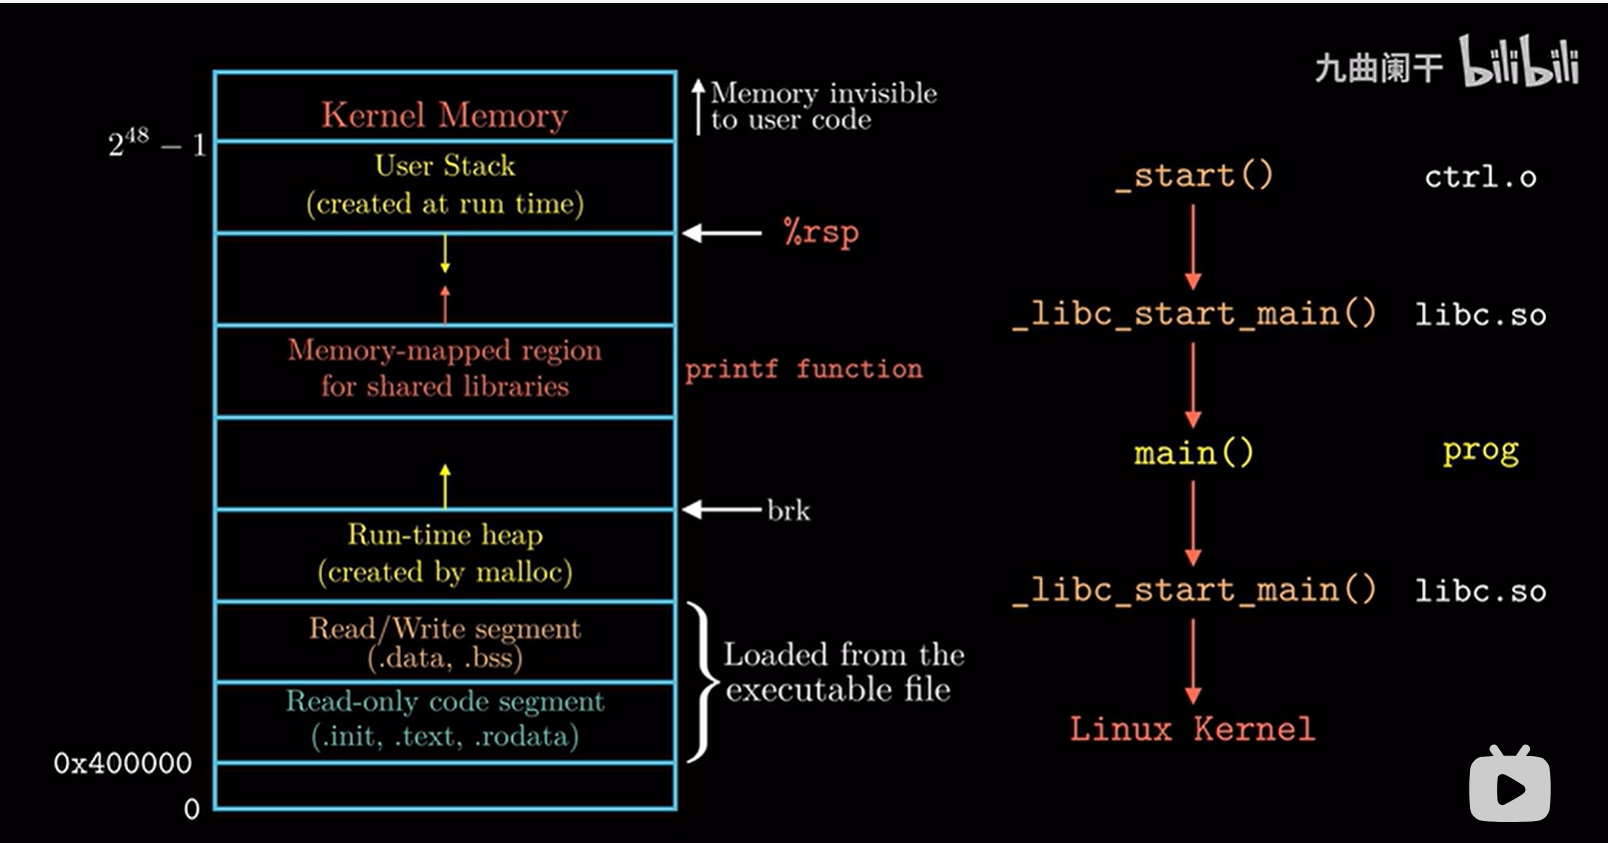 九曲阑干 bilibili
Kernel Memory
Memory invisible
to user code
2^48 − 1
User Stack
(created at run time)
%rsp
Memory-mapped region
for shared libraries
printf function
brk
Run-time heap
(created by malloc)
Read/Write segment
(.data, .bss)
Loaded from the
executable file
Read-only code segment
(.init, .text, .rodata)
0x400000
0
_start() ctrl.o
_libc_start_main() libc.so
main() prog
_libc_start_main() libc.so
Linux Kernel